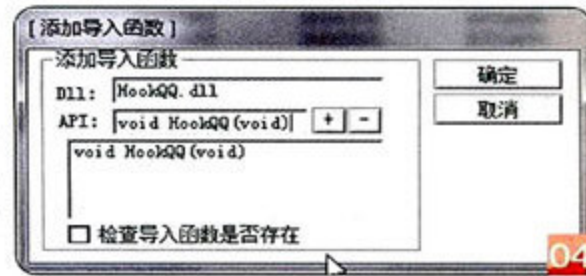 [添加导入函数]
添加导入函数
Dll: HookQQ.dll
API: void HookQQ(void) + -
void HookQQ(void)
检查导入函数是否存在
确定
取消
04